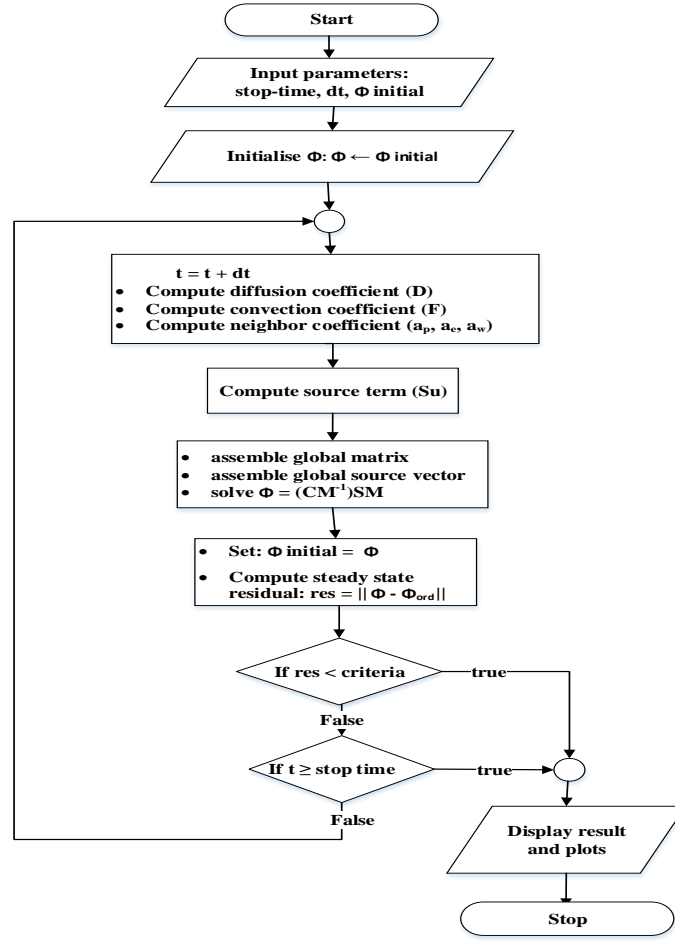 Start
Input parameters:
stop-time, dt, Φ initial
Initialise Φ: Φ ← Φ initial
t = t + dt
• Compute diffusion coefficient (D)
• Compute convection coefficient (F)
• Compute neighbor coefficient (aₚ, aₑ, a_w)
Compute source term (Su)
• assemble global matrix
• assemble global source vector
• solve Φ = (CM⁻¹)SM
• Set: Φ initial = Φ
• Compute steady state
residual: res = || Φ - Φord||
If res < criteria
true
False
If t ≥ stop time
true
False
Display result
and plots
Stop